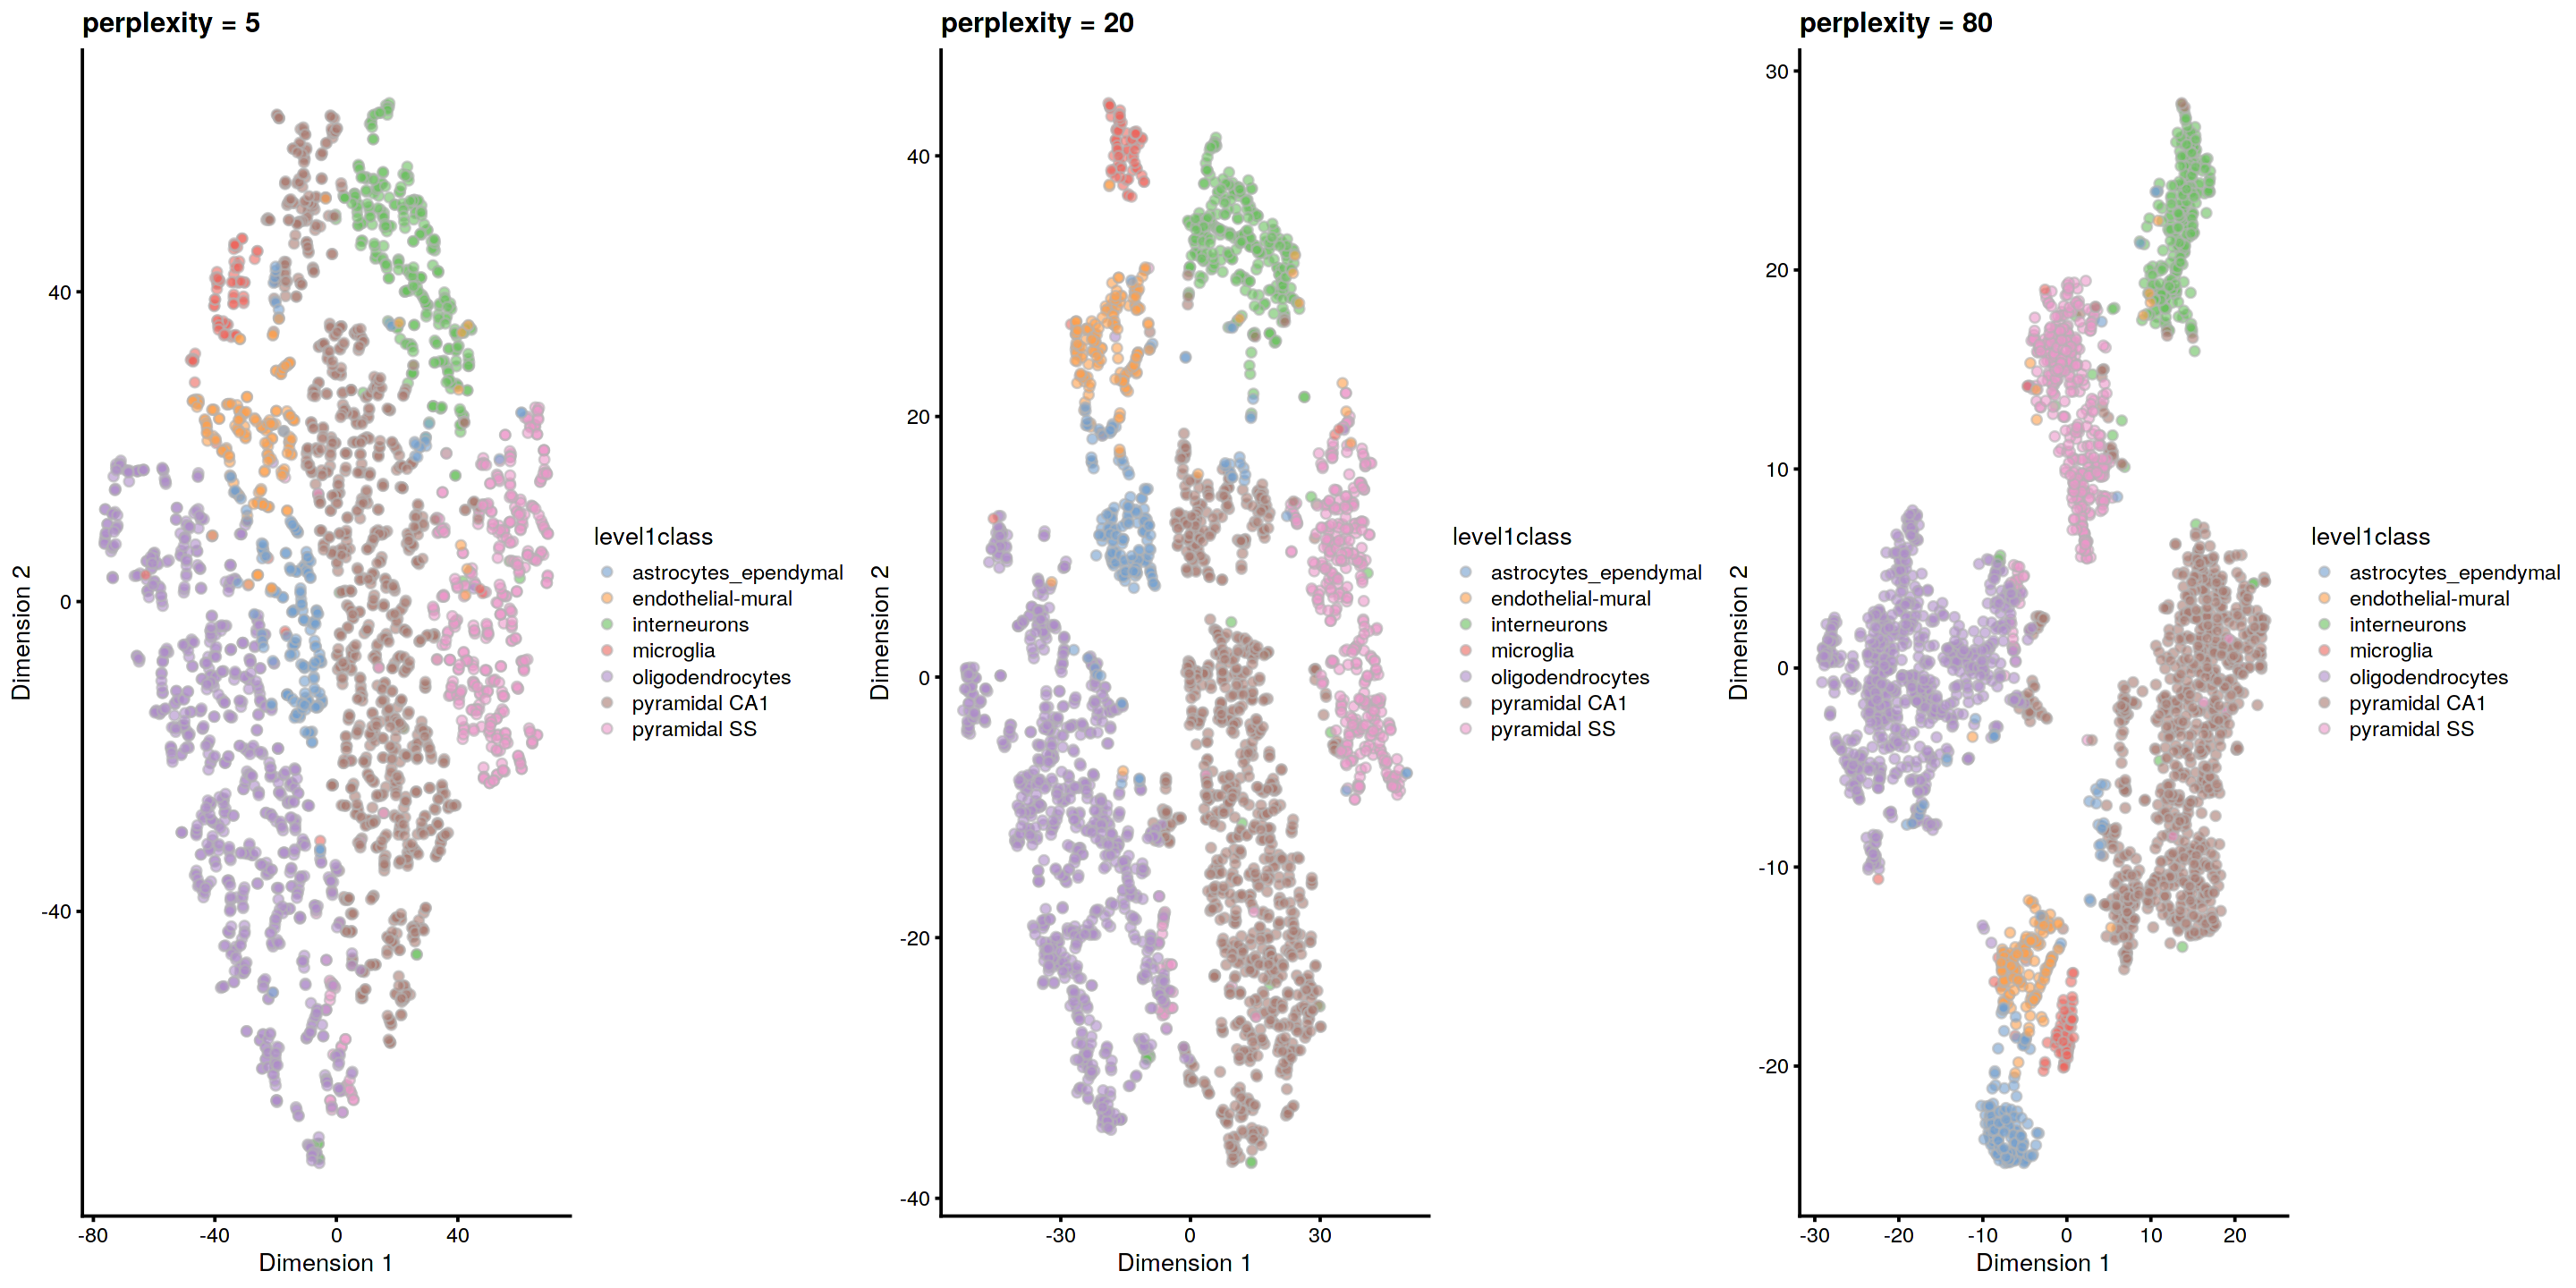 perplexity = 5
40
0
-40
-80
-40
0
40
Dimension 1
Dimension 2
level1class
astrocytes_ependymal
endothelial-mural
interneurons
microglia
oligodendrocytes
pyramidal CA1
pyramidal SS
perplexity = 20
40
20
0
-20
-40
-30
0
30
Dimension 1
Dimension 2
level1class
astrocytes_ependymal
endothelial-mural
interneurons
microglia
oligodendrocytes
pyramidal CA1
pyramidal SS
perplexity = 80
30
20
10
0
-10
-20
-30
-20
-10
0
10
20
Dimension 1
Dimension 2
level1class
astrocytes_ependymal
endothelial-mural
interneurons
microglia
oligodendrocytes
pyramidal CA1
pyramidal SS